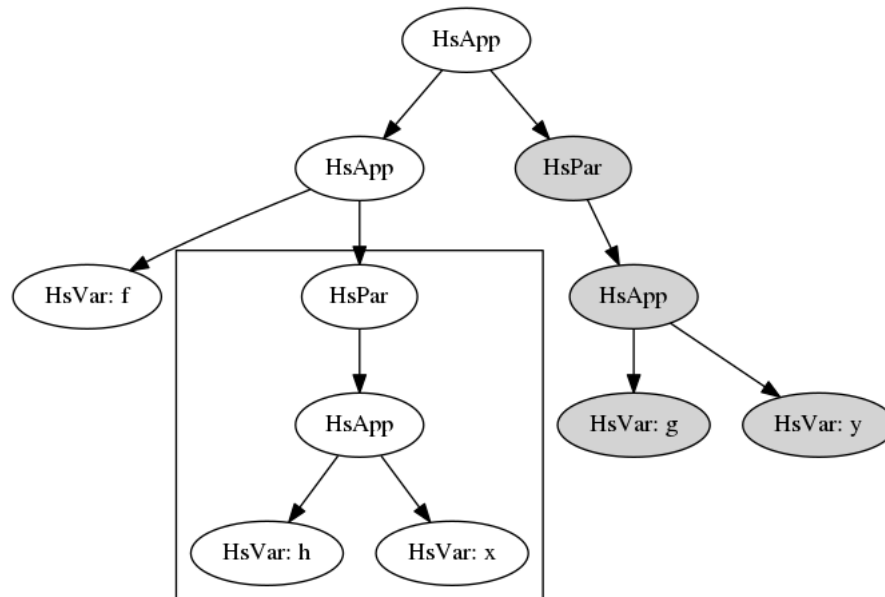 HsApp
HsApp
HsPar
HsVar: f
HsPar
HsApp
HsApp
HsVar: g
HsVar: y
HsVar: h
HsVar: x